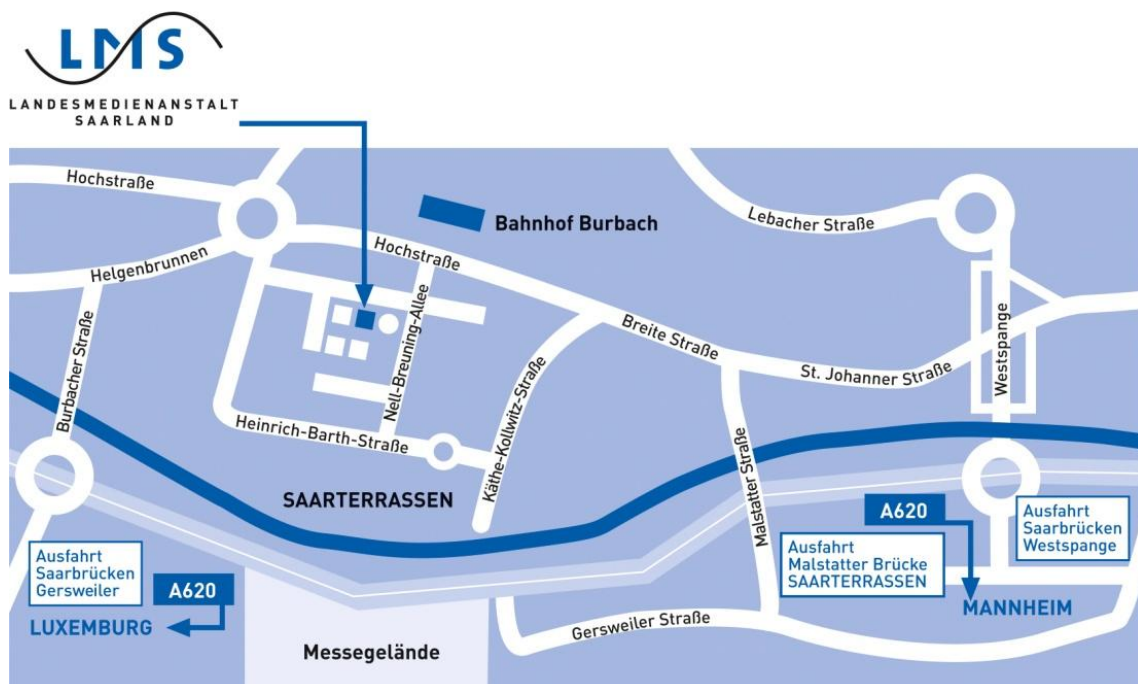 LMS
LANDESMEDIENANSTALT
SAARLAND
Hochstraße
Lebacher Straße
Bahnhof Burbach
Hochstraße
Helgenbrunnen
Nell-Breuning-Allee
Breite Straße
Westspange
Burbacher Straße
St. Johanner Straße
Heinrich-Barth-Straße
Käthe-Kollwitz-Straße
Malstatter Straße
SAARTERRASSEN
A620
Ausfahrt
Saarbrücken
Westspange
Ausfahrt
Malstatter Brücke
SAARTERRASSEN
Ausfahrt
Saarbrücken
Gersweiler
A620
MANNHEIM
LUXEMBURG
Gersweiler Straße
Messegelände